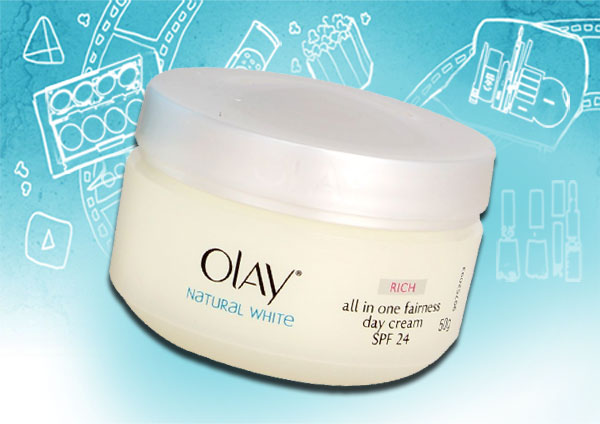 OLAY®
NATURAL WHITE
RICH
all in one fairness
day cream
SPF 24
50g